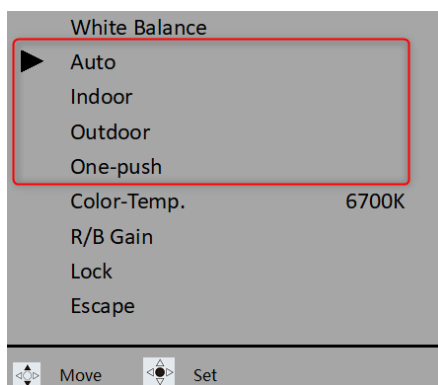 White Balance
Auto
Indoor
Outdoor
One-push
Color-Temp. 6700K
R/B Gain
Lock
Escape
Move Set